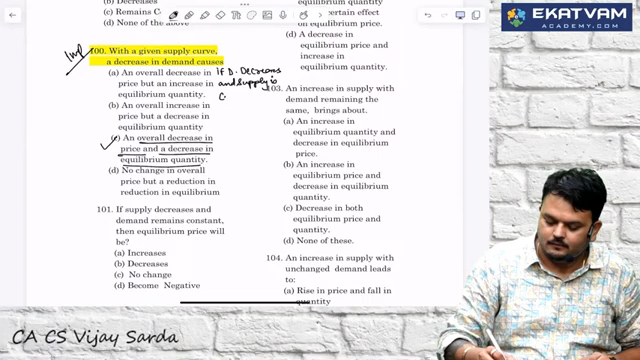 (b) Decreases
(c) Remains C
(d) None of the above
Imp
100. With a given supply curve,
a decrease in demand causes
(a) An overall decrease in
price but an increase in
equilibrium quantity.
(b) An overall increase in
price but a decrease in
equilibrium quantity
(c) An overall decrease in
price and a decrease in
equilibrium quantity.
(d) No change in overall
price but a reduction in
reduction in equilibrium
If D. Decreases
and supply is
C
101. If supply decreases and
demand remains constant,
then equilibrium price will
be?
(a) Increases
(b) Decreases
(c) No change
(d) Become Negative
certain effect
on equilibrium price.
(d) A decrease in
equilibrium price and
increase in
equilibrium quantity.
103. An increase in supply with
demand remaining the
same, brings about.
(a) An increase in
equilibrium quantity and
decrease in equilibrium
price.
(b) An increase in
equilibrium price and
decrease in equilibrium
quantity.
(c) Decrease in both
equilibrium price and
quantity.
(d) None of these.
104. An increase in supply with
unchanged demand leads
to:
(a) Rise in price and fall in
quantity
EKATVAM
ACADEMY.COM
CA CS Vijay Sarda